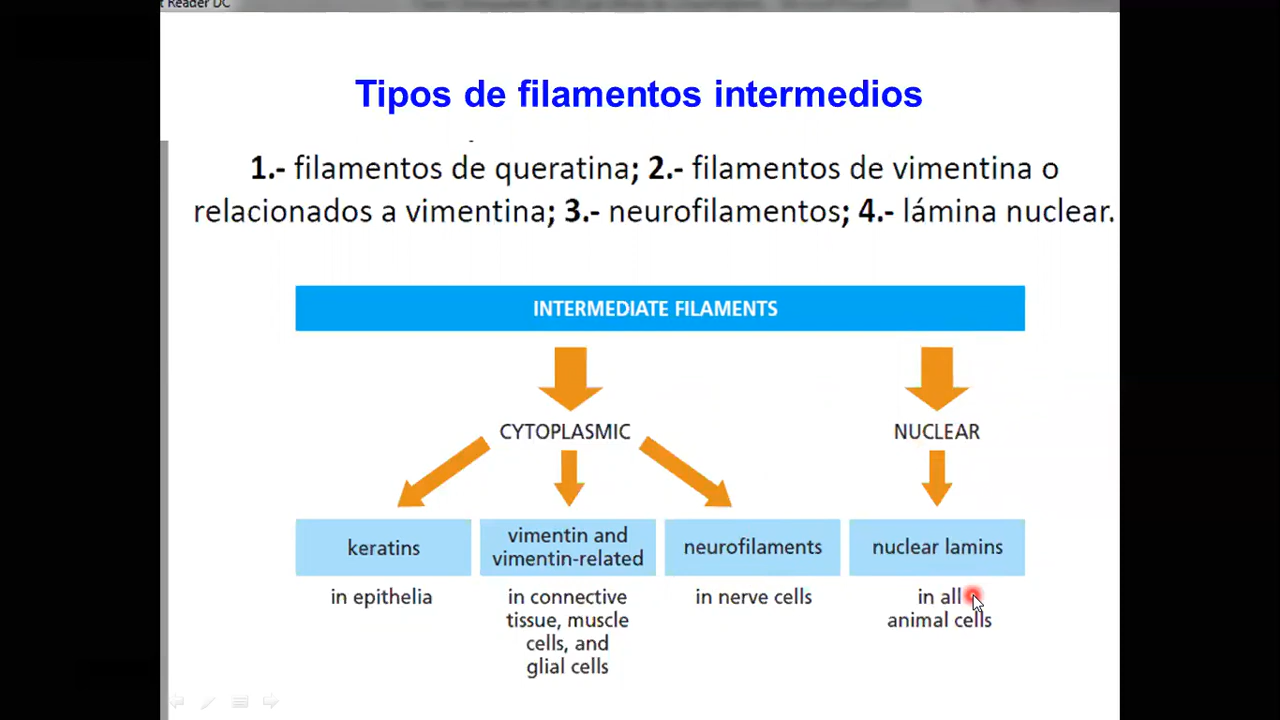 t Reader DC
Tipos de filamentos intermedios
1.- filamentos de queratina; 2.- filamentos de vimentina o
relacionados a vimentina; 3.- neurofilamentos; 4.- lámina nuclear.
INTERMEDIATE FILAMENTS
CYTOPLASMIC
NUCLEAR
keratins
vimentin and
vimentin-related
neurofilaments
nuclear lamins
in epithelia
in connective
tissue, muscle
cells, and
glial cells
in nerve cells
in all
animal cells